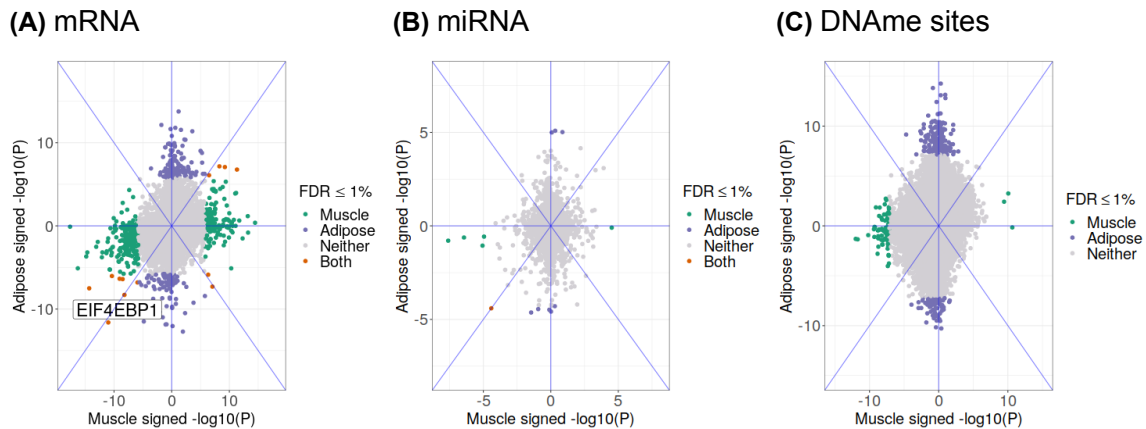 (A) mRNA
Adipose signed -log10(P)
10
0
-10
EIF4EBP1
-10 0 10
Muscle signed -log10(P)
FDR ≤ 1%
Muscle
Adipose
Neither
Both
(B) miRNA
Adipose signed -log10(P)
5
0
-5
-5 0 5
Muscle signed -log10(P)
FDR ≤ 1%
Muscle
Adipose
Neither
Both
(C) DNAme sites
Adipose signed -log10(P)
10
0
-10
-10 0 10
Muscle signed -log10(P)
FDR ≤ 1%
Muscle
Adipose
Neither